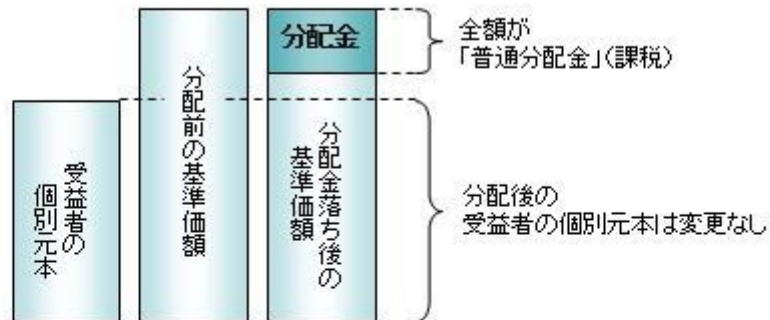 受益者の
個別元本
分配前の基準価額
分配金
分配金落ち後の
基準価額
全額が
「普通分配金」(課税)
分配後の
受益者の個別元本は変更なし